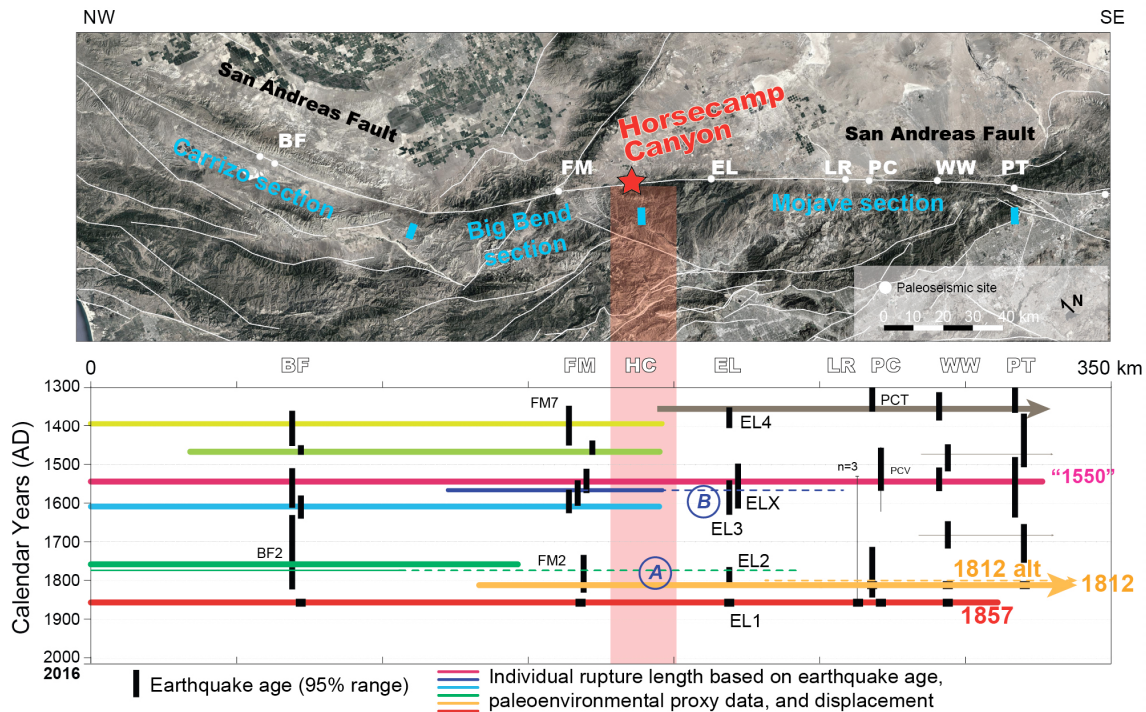 NW
SE
San Andreas Fault
BF
Carrizo section
Horsecamp
Canyon
San Andreas Fault
FM
EL
LR
PC
WW
PT
Big Bend
section
Mojave section
Paleoseismic site
0 10 20 30 40 km
N
0
BF
FM
HC
EL
LR
PC
WW
PT
350 km
Calendar Years (AD)
1300
1400
1500
1600
1700
1800
1900
2000
2016
FM7
EL4
PCT
n=3
PCV
"1550"
B
ELX
EL3
BF2
FM2
A
EL2
1812 alt
1812
EL1
1857
Earthquake age (95% range)
Individual rupture length based on earthquake age,
paleoenvironmental proxy data, and displacement